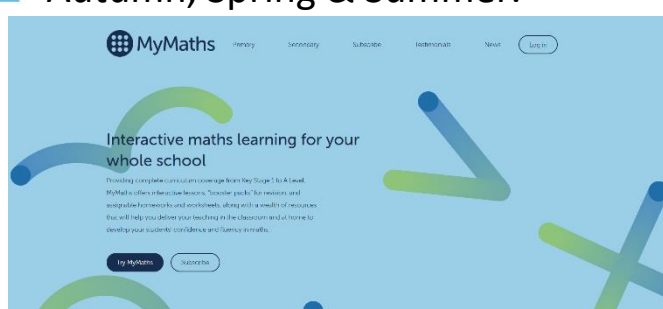 Autumn, Spring & Summer.
MyMaths Primary Secondary Subscribe Testimonials News Log in
Interactive maths learning for your
whole school
Providing complete curriculum coverage from Key Stage 1 to A Level,
MyMaths offers interactive lessons, "booster packs" for revision, and
assignable homeworks and worksheets, along with a wealth of resources
that will help you deliver your teaching in the classroom and at home to
develop your students' confidence and fluency in maths.
Try MyMaths Subscribe